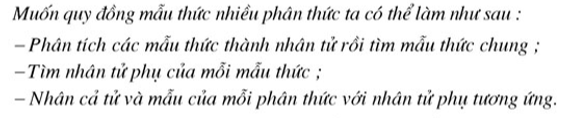 Muốn quy đồng mẫu thức nhiều phân thức ta có thể làm như sau :
– Phân tích các mẫu thức thành nhân tử rồi tìm mẫu thức chung ;
– Tìm nhân tử phụ của mỗi mẫu thức ;
– Nhân cả tử và mẫu của mỗi phân thức với nhân tử phụ tương ứng.